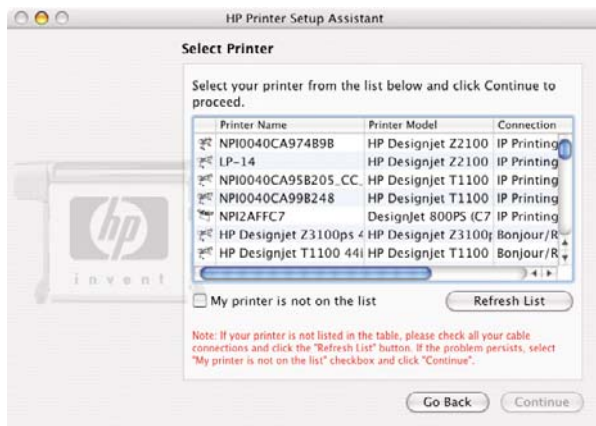 HP Printer Setup Assistant
Select Printer
Select your printer from the list below and click Continue to
proceed.
Printer Name Printer Model Connection
NPI0040CA974B9B HP Designjet Z2100 IP Printing
LP-14 HP Designjet Z2100 IP Printing
NPI0040CA95B205_CC_ HP Designjet T1100 IP Printing
NPI0040CA99B248 HP Designjet T1100 IP Printing
NPI2AFFC7 DesignJet 800PS (C7 IP Printing
HP Designjet Z3100ps 4 HP Designjet Z3100p Bonjour/R
HP Designjet T1100 44i HP Designjet T1100 Bonjour/R
My printer is not on the list
Refresh List
Note: If your printer is not listed in the table, please check all your cable
connections and click the "Refresh List" button. If the problem persists, select
"My printer is not on the list" checkbox and click "Continue".
hp
invent
Go Back Continue